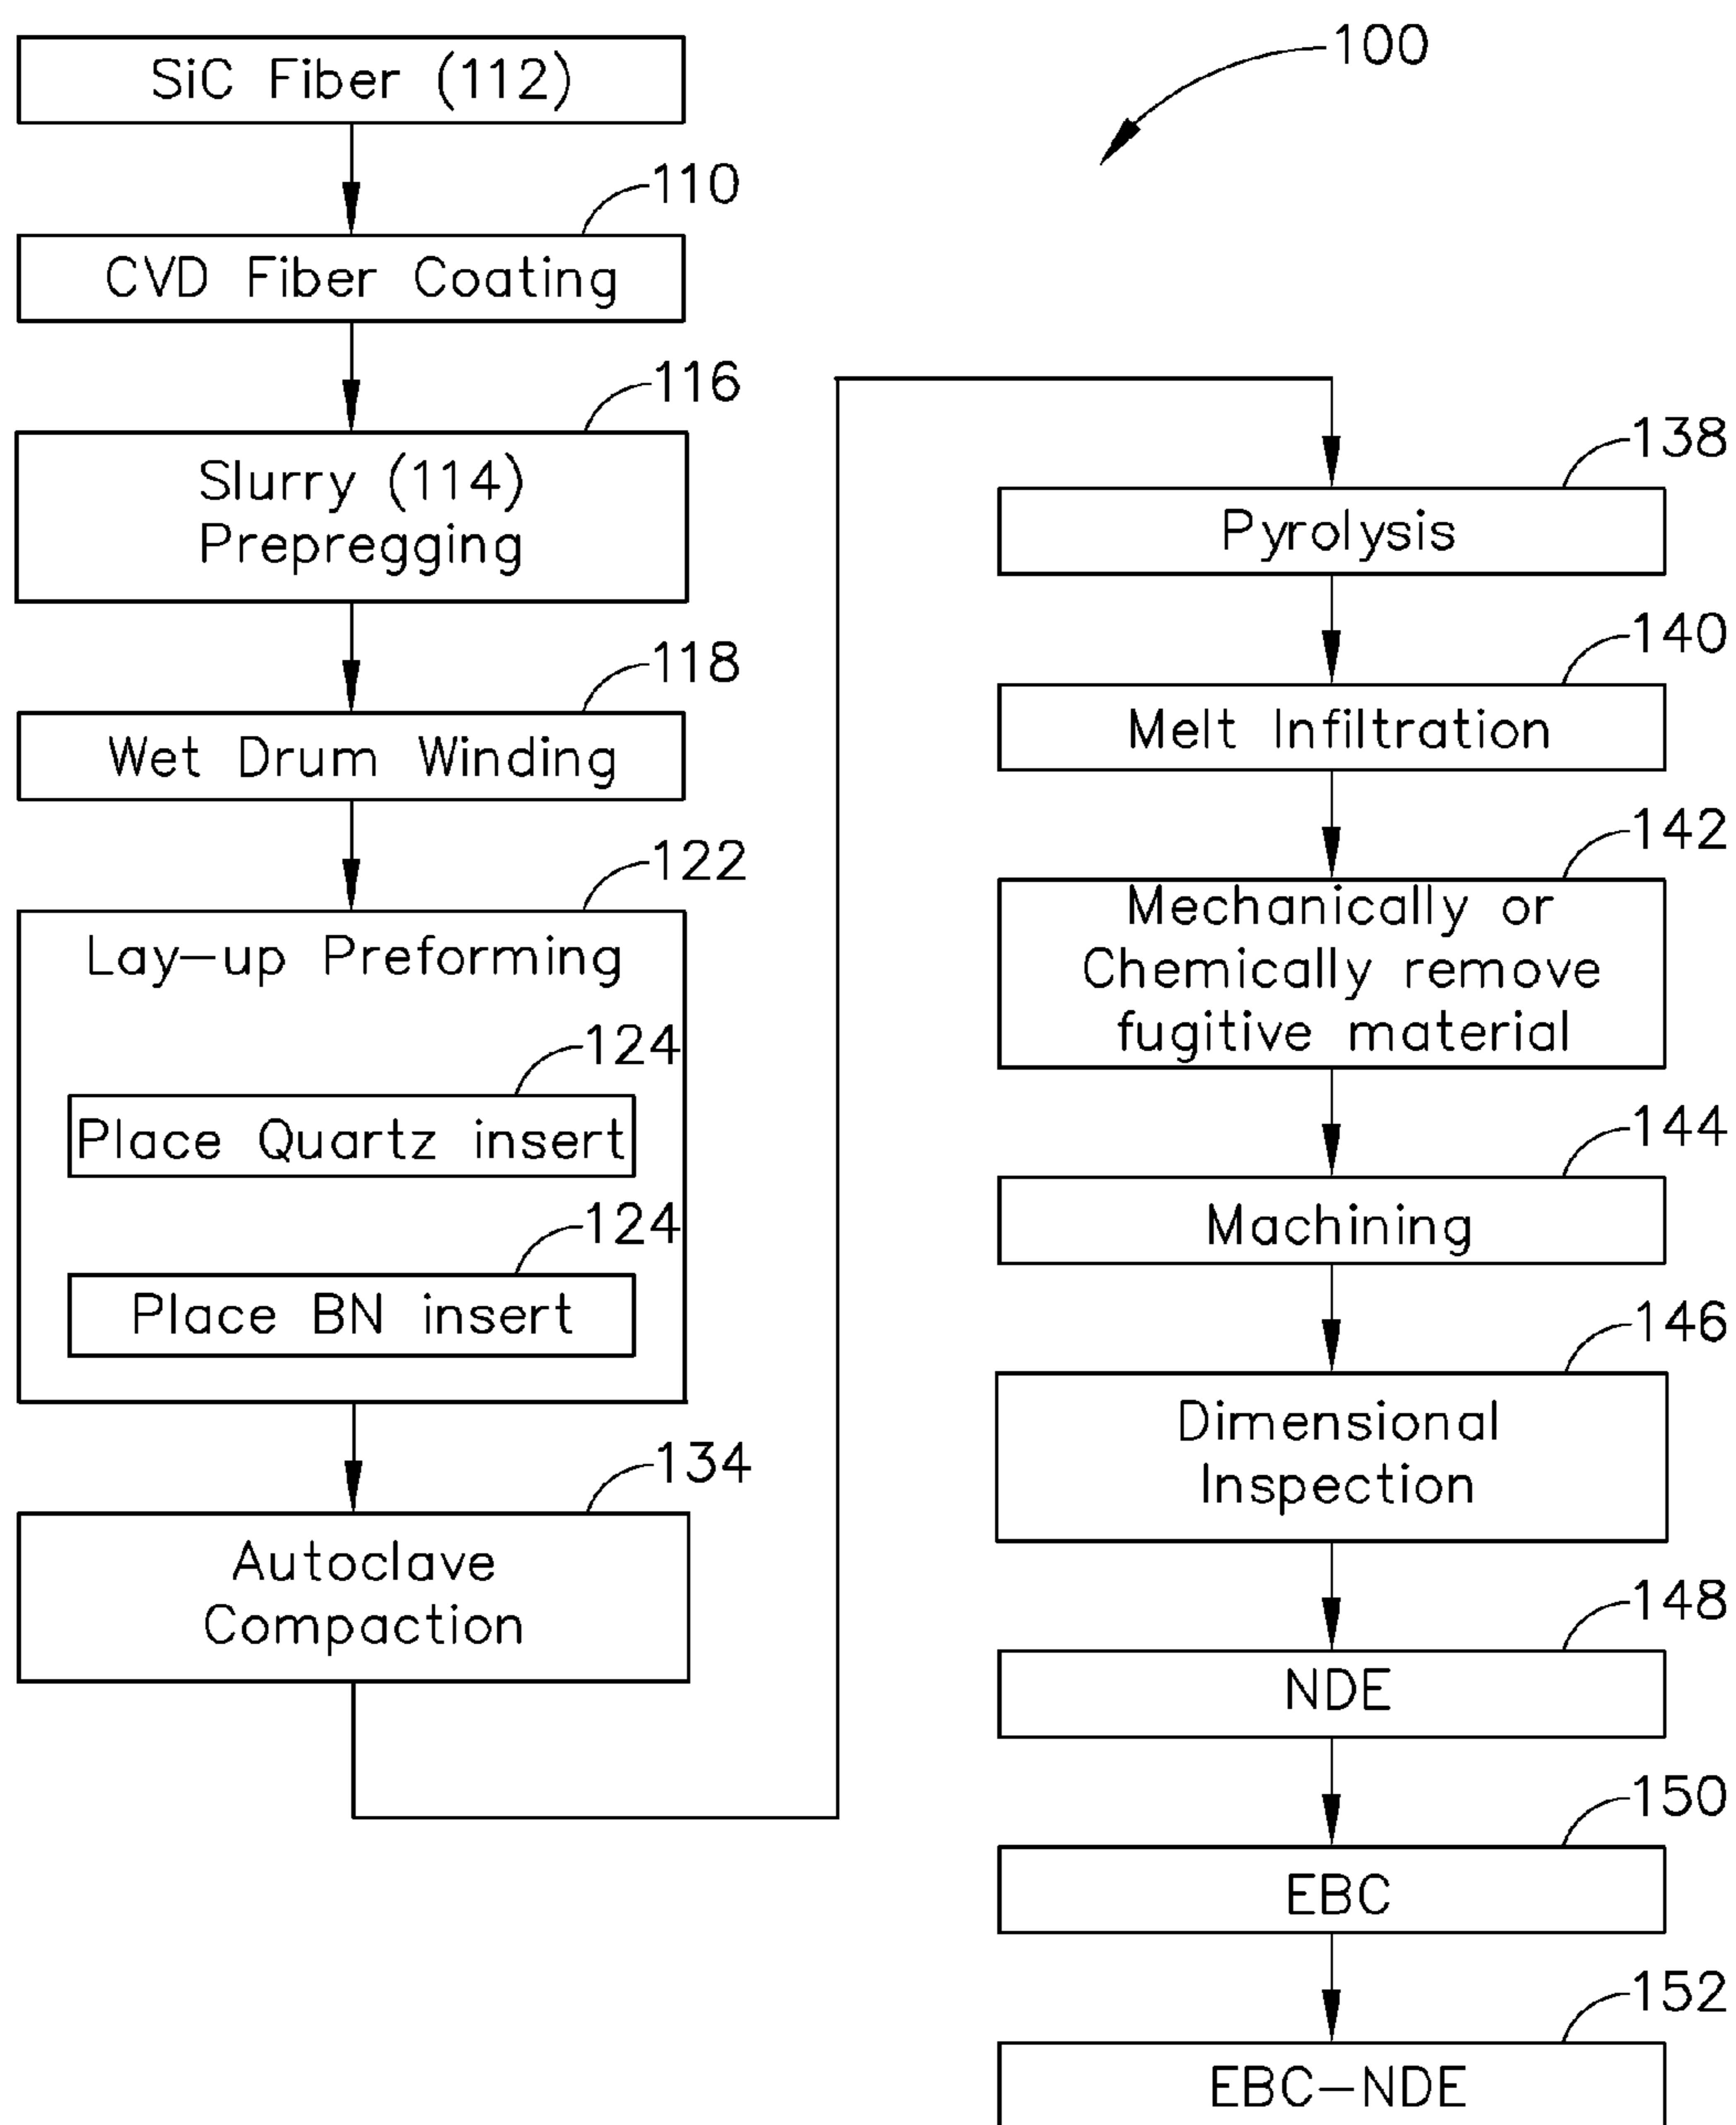 100
SiC Fiber (112)
110
CVD Fiber Coating
116
Slurry (114)
Prepregging
118
Wet Drum Winding
122
Lay-up Preforming
124
Place Quartz insert
124
Place BN insert
134
Autoclave
Compaction
138
Pyrolysis
140
Melt Infiltration
142
Mechanically or
Chemically remove
fugitive material
144
Machining
146
Dimensional
Inspection
148
NDE
150
EBC
152
EBC-NDE